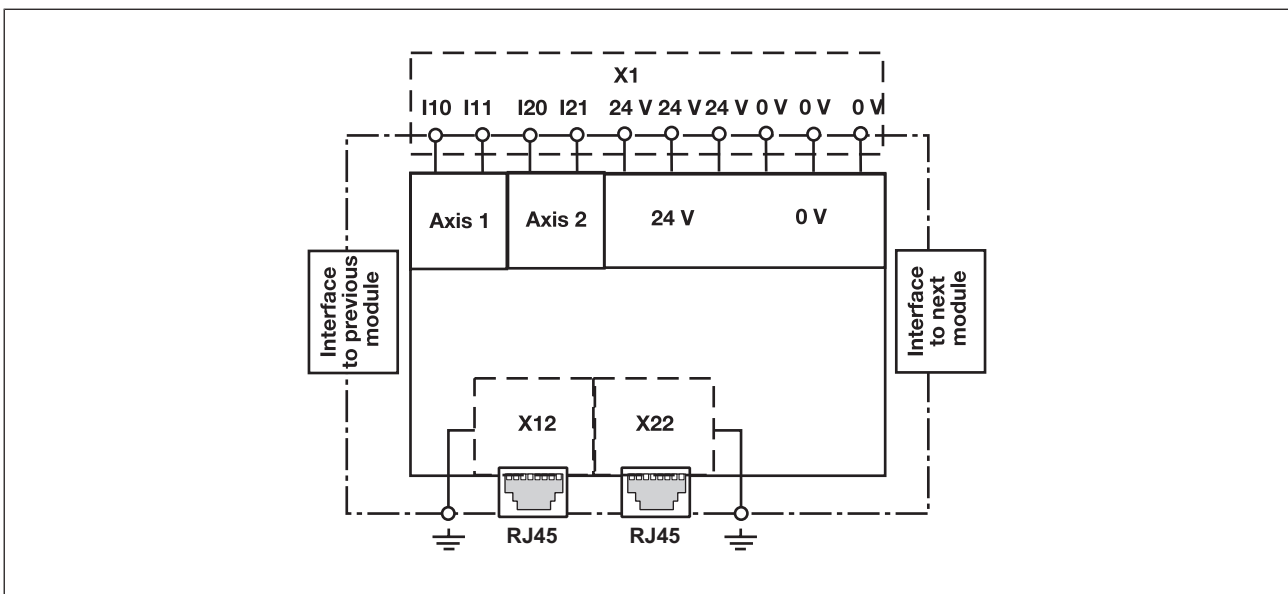 X1
I10 I11 I20 I21 24 V 24 V 24 V 0 V 0 V 0 V
Axis 1 Axis 2 24 V 0 V
Interface
to previous
module
Interface
to next
module
X12 X22
RJ45 RJ45